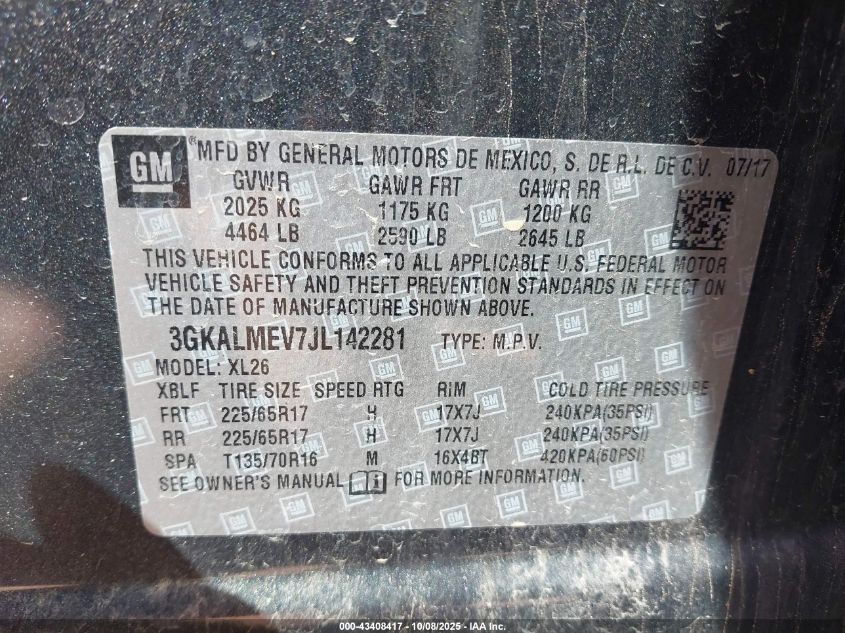 GM ®MFD BY GENERAL MOTORS DE MEXICO, S. DE R.L. DE C.V. 07/17
GVWR GAWR FRT GAWR RR
2025 KG 1175 KG 1200 KG
4464 LB 2590 LB 2645 LB
THIS VEHICLE CONFORMS TO ALL APPLICABLE U.S. FEDERAL MOTOR
VEHICLE SAFETY AND THEFT PREVENTION STANDARDS IN EFFECT ON
THE DATE OF MANUFACTURE SHOWN ABOVE.
3GKALMEV7JL142281 TYPE: M.P.V.
MODEL: XL26
XBLF TIRE SIZE SPEED RTG RIM COLD TIRE PRESSURE
FRT 225/65R17 H 17X7J 240KPA(35PSI)
RR 225/65R17 H 17X7J 240KPA(35PSI)
SPA T135/70R16 M 16X4BT 420KPA(60PSI)
SEE OWNER'S MANUAL FOR MORE INFORMATION.
000-43408417 - 10/08/2025 - IAA Inc.